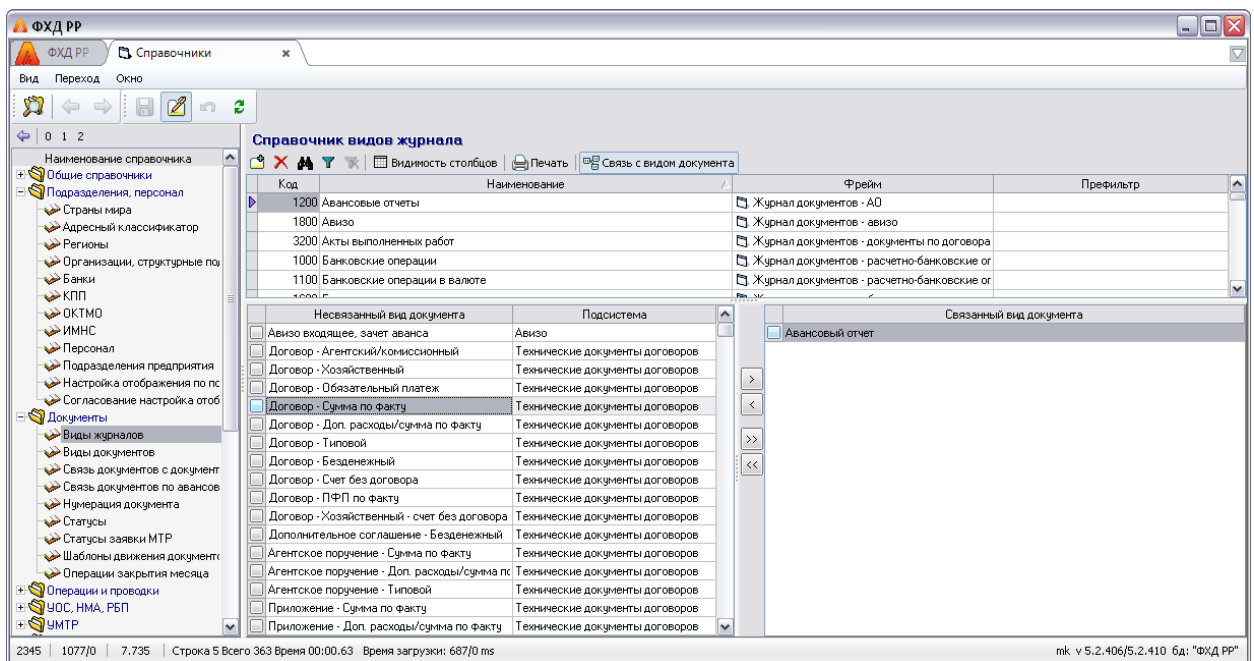 ФХД РР
ФХД РР
Справочники
Вид Переход Окно
0 1 2
Наименование справочника
Общие справочники
Подразделения, персонал
Страны мира
Адресный классификатор
Регионы
Организации, структурные под
Банки
КПП
ОКТМО
ИМНС
Персонал
Подразделения предприятия
Настройка отображения по пс
Согласование настройка отоб
Документы
Виды журналов
Виды документов
Связь документов с документ
Связь документов по авансов
Нумерация документа
Статусы
Статусы заявки МТР
Шаблоны движения документо
Операции закрытия месяца
Операции и проводки
УОС, НМА, РБП
УМТР
Справочник видов журнала
Видимость столбцов Печать Связь с видом документа
Код Наименование Фрейм Префильтр
1200 Авансовые отчеты Журнал документов - АО
1800 Авизо Журнал документов - авизо
3200 Акты выполненных работ Журнал документов - документы по договора
1000 Банковские операции Журнал документов - расчетно-банковские ог
1100 Банковские операции в валюте Журнал документов - расчетно-банковские ог
Несвязанный вид документа Подсистема
Авизо входящее, зачет аванса Авизо
Договор - Агентский/комиссионный Технические документы договоров
Договор - Хозяйственный Технические документы договоров
Договор - Обязательный платеж Технические документы договоров
Договор - Сумма по факту Технические документы договоров
Договор - Доп. расходы/сумма по факту Технические документы договоров
Договор - Типовой Технические документы договоров
Договор - Безденежный Технические документы договоров
Договор - Счет без договора Технические документы договоров
Договор - ПФП по факту Технические документы договоров
Договор - Хозяйственный - счет без договора Технические документы договоров
Дополнительное соглашение - Безденежный Технические документы договоров
Агентское поручение - Сумма по факту Технические документы договоров
Агентское поручение - Доп. расходы/сумма пс Технические документы договоров
Агентское поручение - Типовой Технические документы договоров
Приложение - Сумма по факту Технические документы договоров
Приложение - Доп. расходы/сумма по факту Технические документы договоров
>
<
>>
<<
Связанный вид документа
Авансовый отчет
2345 1077/0 7.735 Строка 5 Всего 363 Время 00:00.63 Время загрузки: 687/0 ms mk v 5.2.406/5.2.410 бд: "ФХД РР"